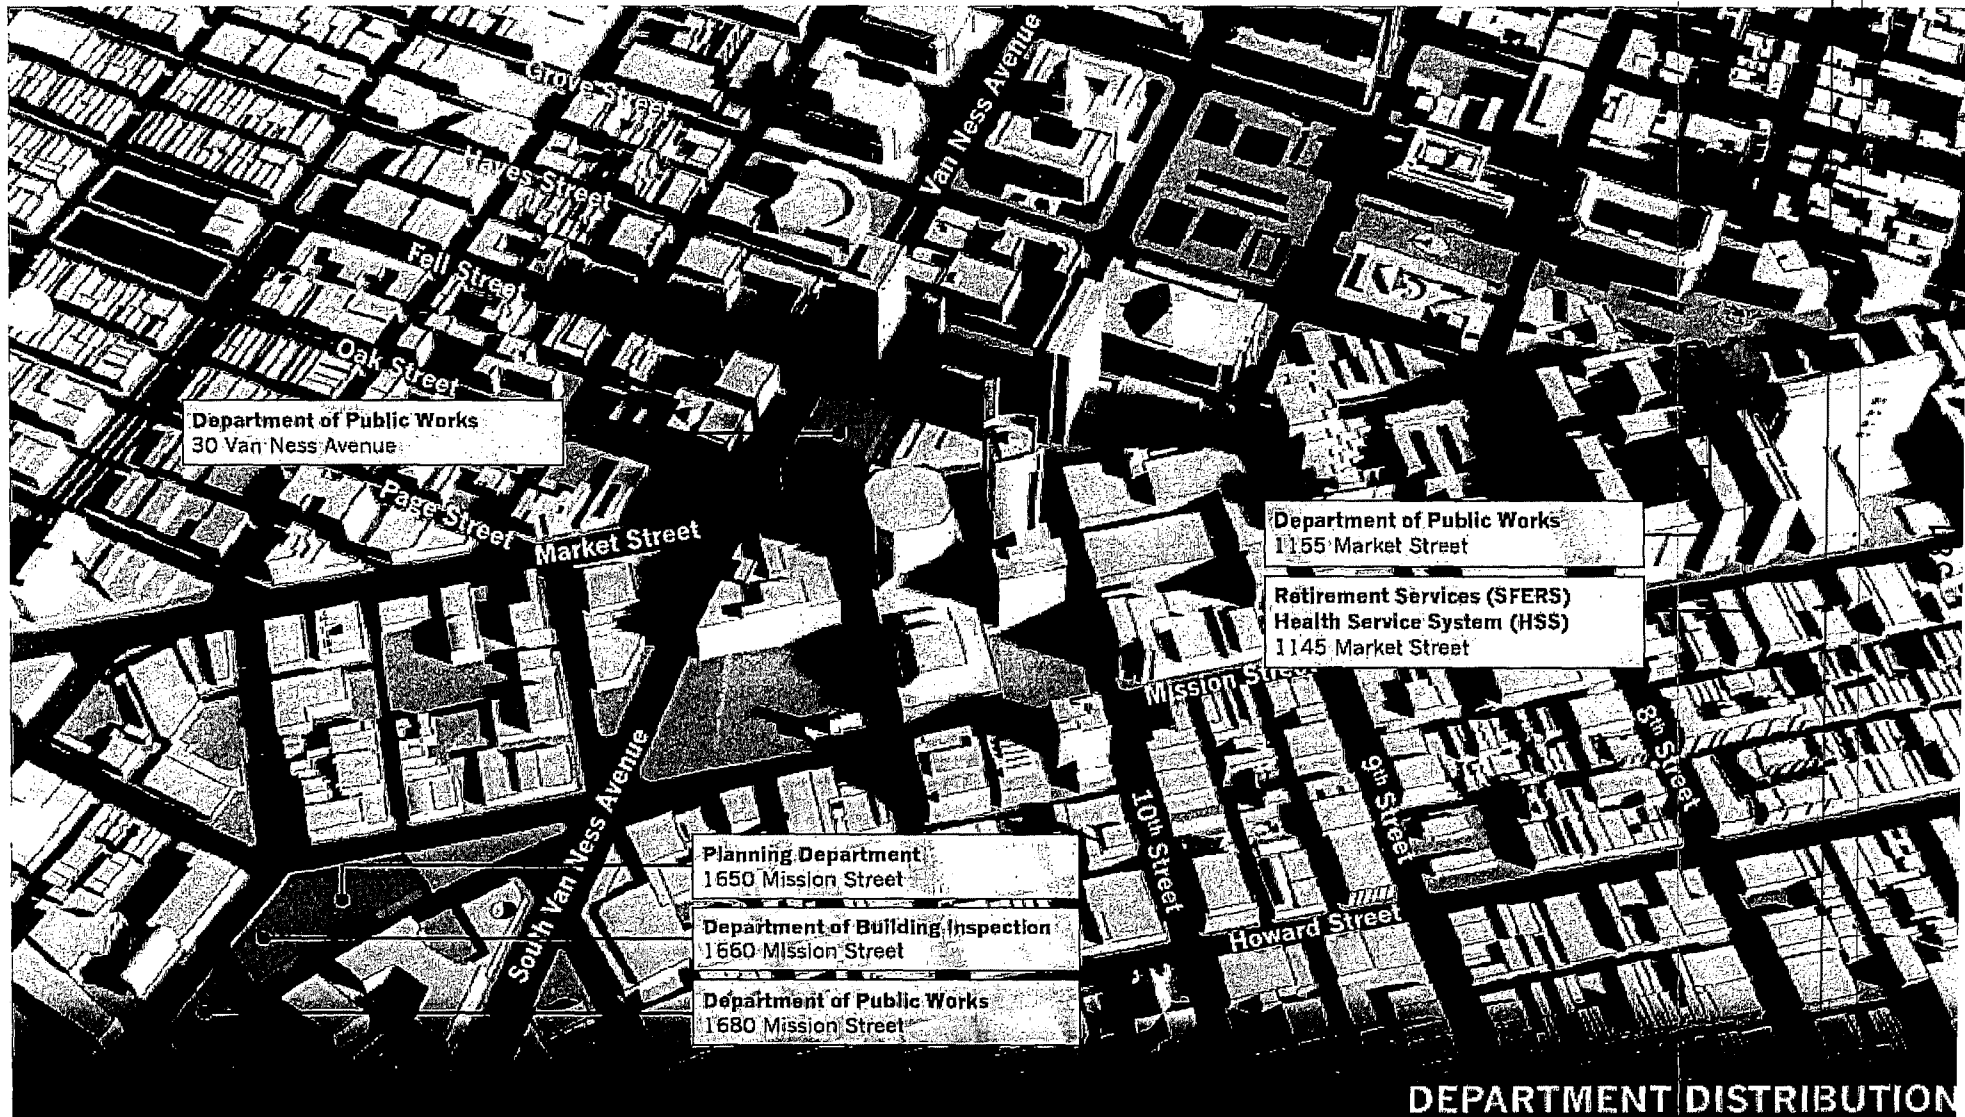 Grove Street
Van Ness Avenue
Hayes Street
Fell Street
Oak Street
Department of Public Works
30 Van Ness Avenue
Page Street
Market Street
Department of Public Works
1155 Market Street
Retirement Services (SFERS)
Health Service System (HSS)
1145 Market Street
Mission Street
8th Street
9th Street
10th Street
South Van Ness Avenue
Planning Department
1650 Mission Street
Department of Building Inspection
1660 Mission Street
Department of Public Works
1680 Mission Street
Howard Street
DEPARTMENT DISTRIBUTION